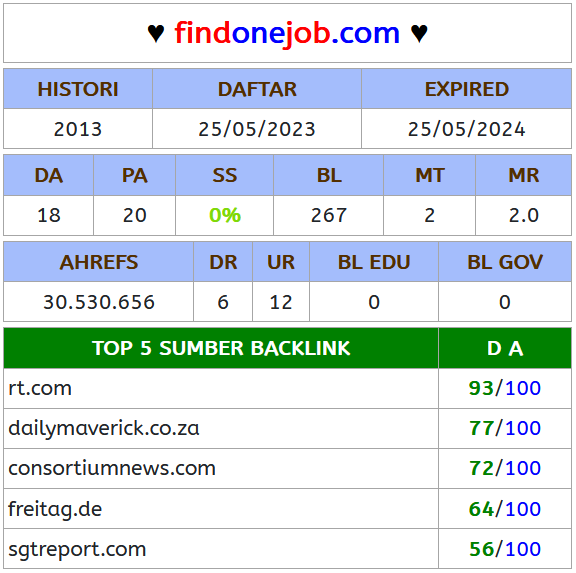 ♥ findonejob.com ♥
HISTORI DAFTAR EXPIRED
2013 25/05/2023 25/05/2024
DA PA SS BL MT MR
18 20 0% 267 2 2.0
AHREFS DR UR BL EDU BL GOV
30.530.656 6 12 0 0
TOP 5 SUMBER BACKLINK D A
rt.com 93/100
dailymaverick.co.za 77/100
consortiumnews.com 72/100
freitag.de 64/100
sgtreport.com 56/100